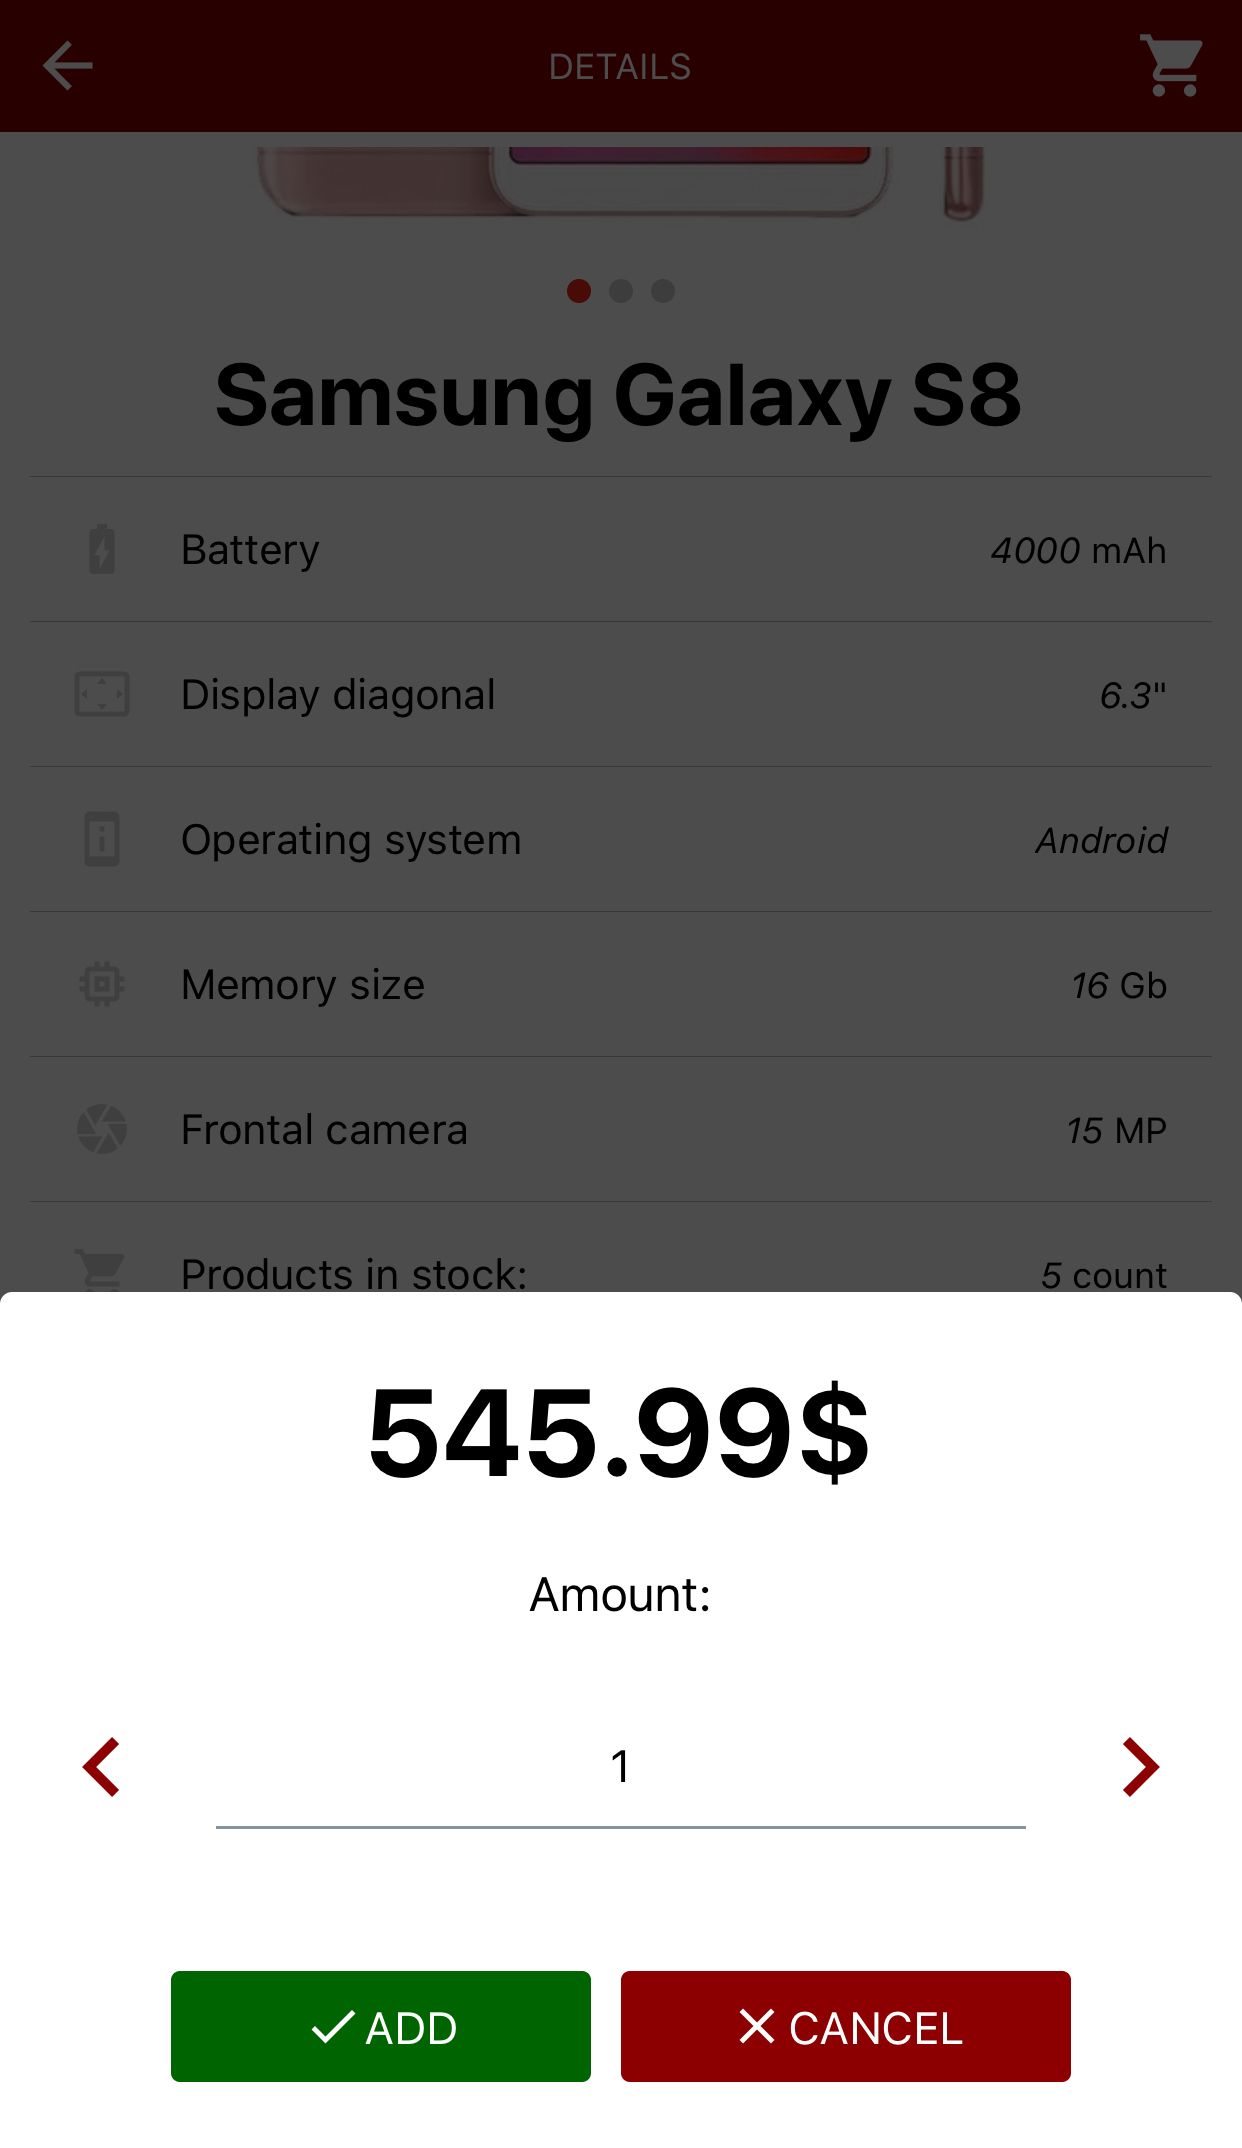 DETAILS
Samsung Galaxy S8
Battery 4000 mAh
Display diagonal 6.3"
Operating system Android
Memory size 16 Gb
Frontal camera 15 MP
Products in stock: 5 count
545.99$
Amount:
1
ADD CANCEL